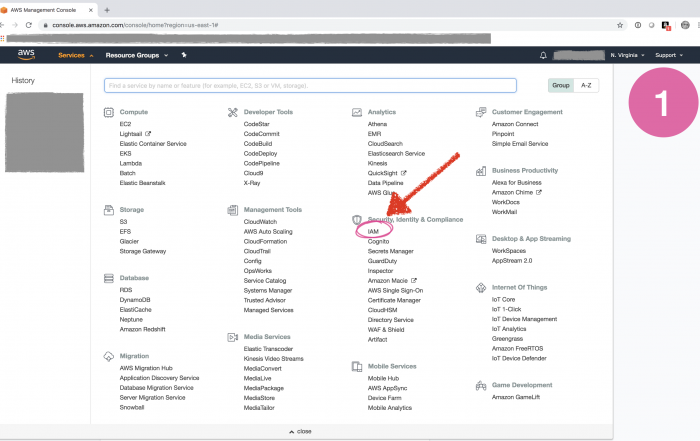 AWS Management Console
console.aws.amazon.com/console/home?region=us-east-1#
aws
Services
Resource Groups
N. Virginia
Support
History
Find a service by name or feature (for example, EC2, S3 or VM, storage).
Group
A-Z
1
Compute
EC2
Lightsail
Elastic Container Service
EKS
Lambda
Batch
Elastic Beanstalk
Storage
S3
EFS
Glacier
Storage Gateway
Database
RDS
DynamoDB
ElastiCache
Neptune
Amazon Redshift
Migration
AWS Migration Hub
Application Discovery Service
Database Migration Service
Server Migration Service
Snowball
Developer Tools
CodeStar
CodeCommit
CodeBuild
CodeDeploy
CodePipeline
Cloud9
X-Ray
Management Tools
CloudWatch
AWS Auto Scaling
CloudFormation
CloudTrail
Config
OpsWorks
Service Catalog
Systems Manager
Trusted Advisor
Managed Services
Media Services
Elastic Transcoder
Kinesis Video Streams
MediaConvert
MediaLive
MediaPackage
MediaStore
MediaTailor
Analytics
Athena
EMR
CloudSearch
Elasticsearch Service
Kinesis
QuickSight
Data Pipeline
AWS Glue
Security, Identity & Compliance
IAM
Cognito
Secrets Manager
GuardDuty
Inspector
Amazon Macie
AWS Single Sign-On
Certificate Manager
CloudHSM
Directory Service
WAF & Shield
Artifact
Mobile Services
Mobile Hub
AWS AppSync
Device Farm
Mobile Analytics
Customer Engagement
Amazon Connect
Pinpoint
Simple Email Service
Business Productivity
Alexa for Business
Amazon Chime
WorkDocs
WorkMail
Desktop & App Streaming
WorkSpaces
AppStream 2.0
Internet Of Things
IoT Core
IoT 1-Click
IoT Device Management
IoT Analytics
Greengrass
Amazon FreeRTOS
IoT Device Defender
Game Development
Amazon GameLift
close